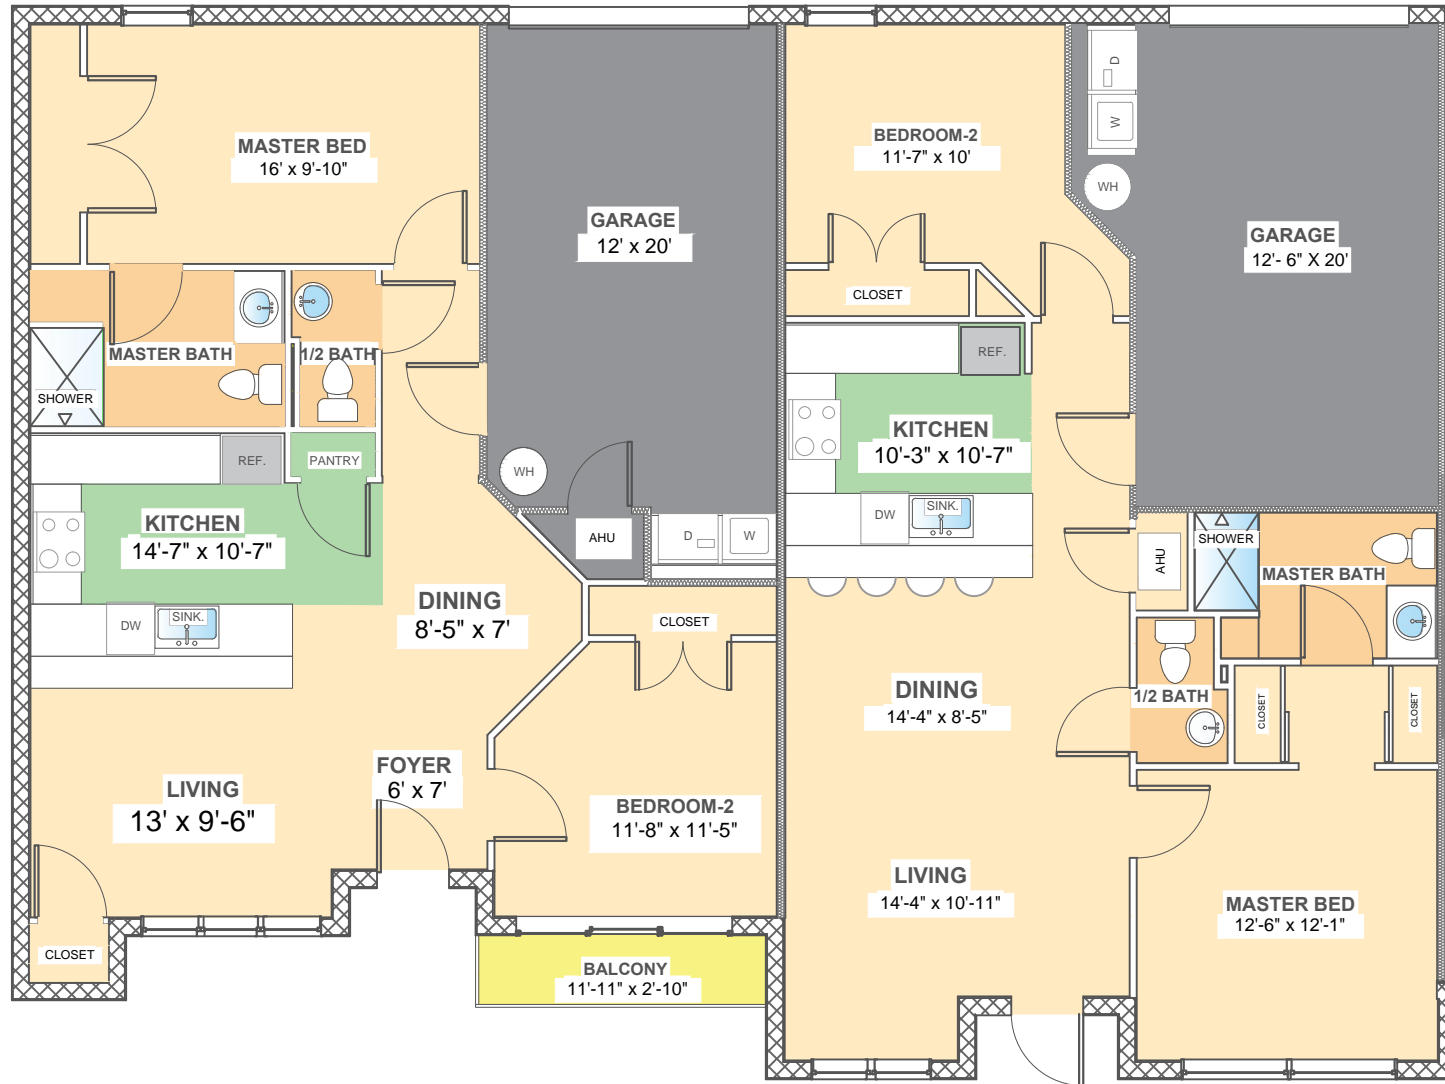 MASTER BED
16' x 9'-10"
GARAGE
12' x 20'
MASTER BATH
1/2 BATH
SHOWER
REF.
PANTRY
WH
KITCHEN
14'-7" x 10'-7"
AHU
D
W
DW
SINK.
DINING
8'-5" x 7'
CLOSET
LIVING
13' x 9'-6"
FOYER
6' x 7'
BEDROOM-2
11'-8" x 11'-5"
CLOSET
BALCONY
11'-11" x 2'-10"
BEDROOM-2
11'-7" x 10'
D
W
WH
GARAGE
12'- 6" X 20'
CLOSET
REF.
KITCHEN
10'-3" x 10'-7"
DW
SINK.
AHU
SHOWER
MASTER BATH
DINING
14'-4" x 8'-5"
1/2 BATH
CLOSET
CLOSET
LIVING
14'-4" x 10'-11"
MASTER BED
12'-6" x 12'-1"